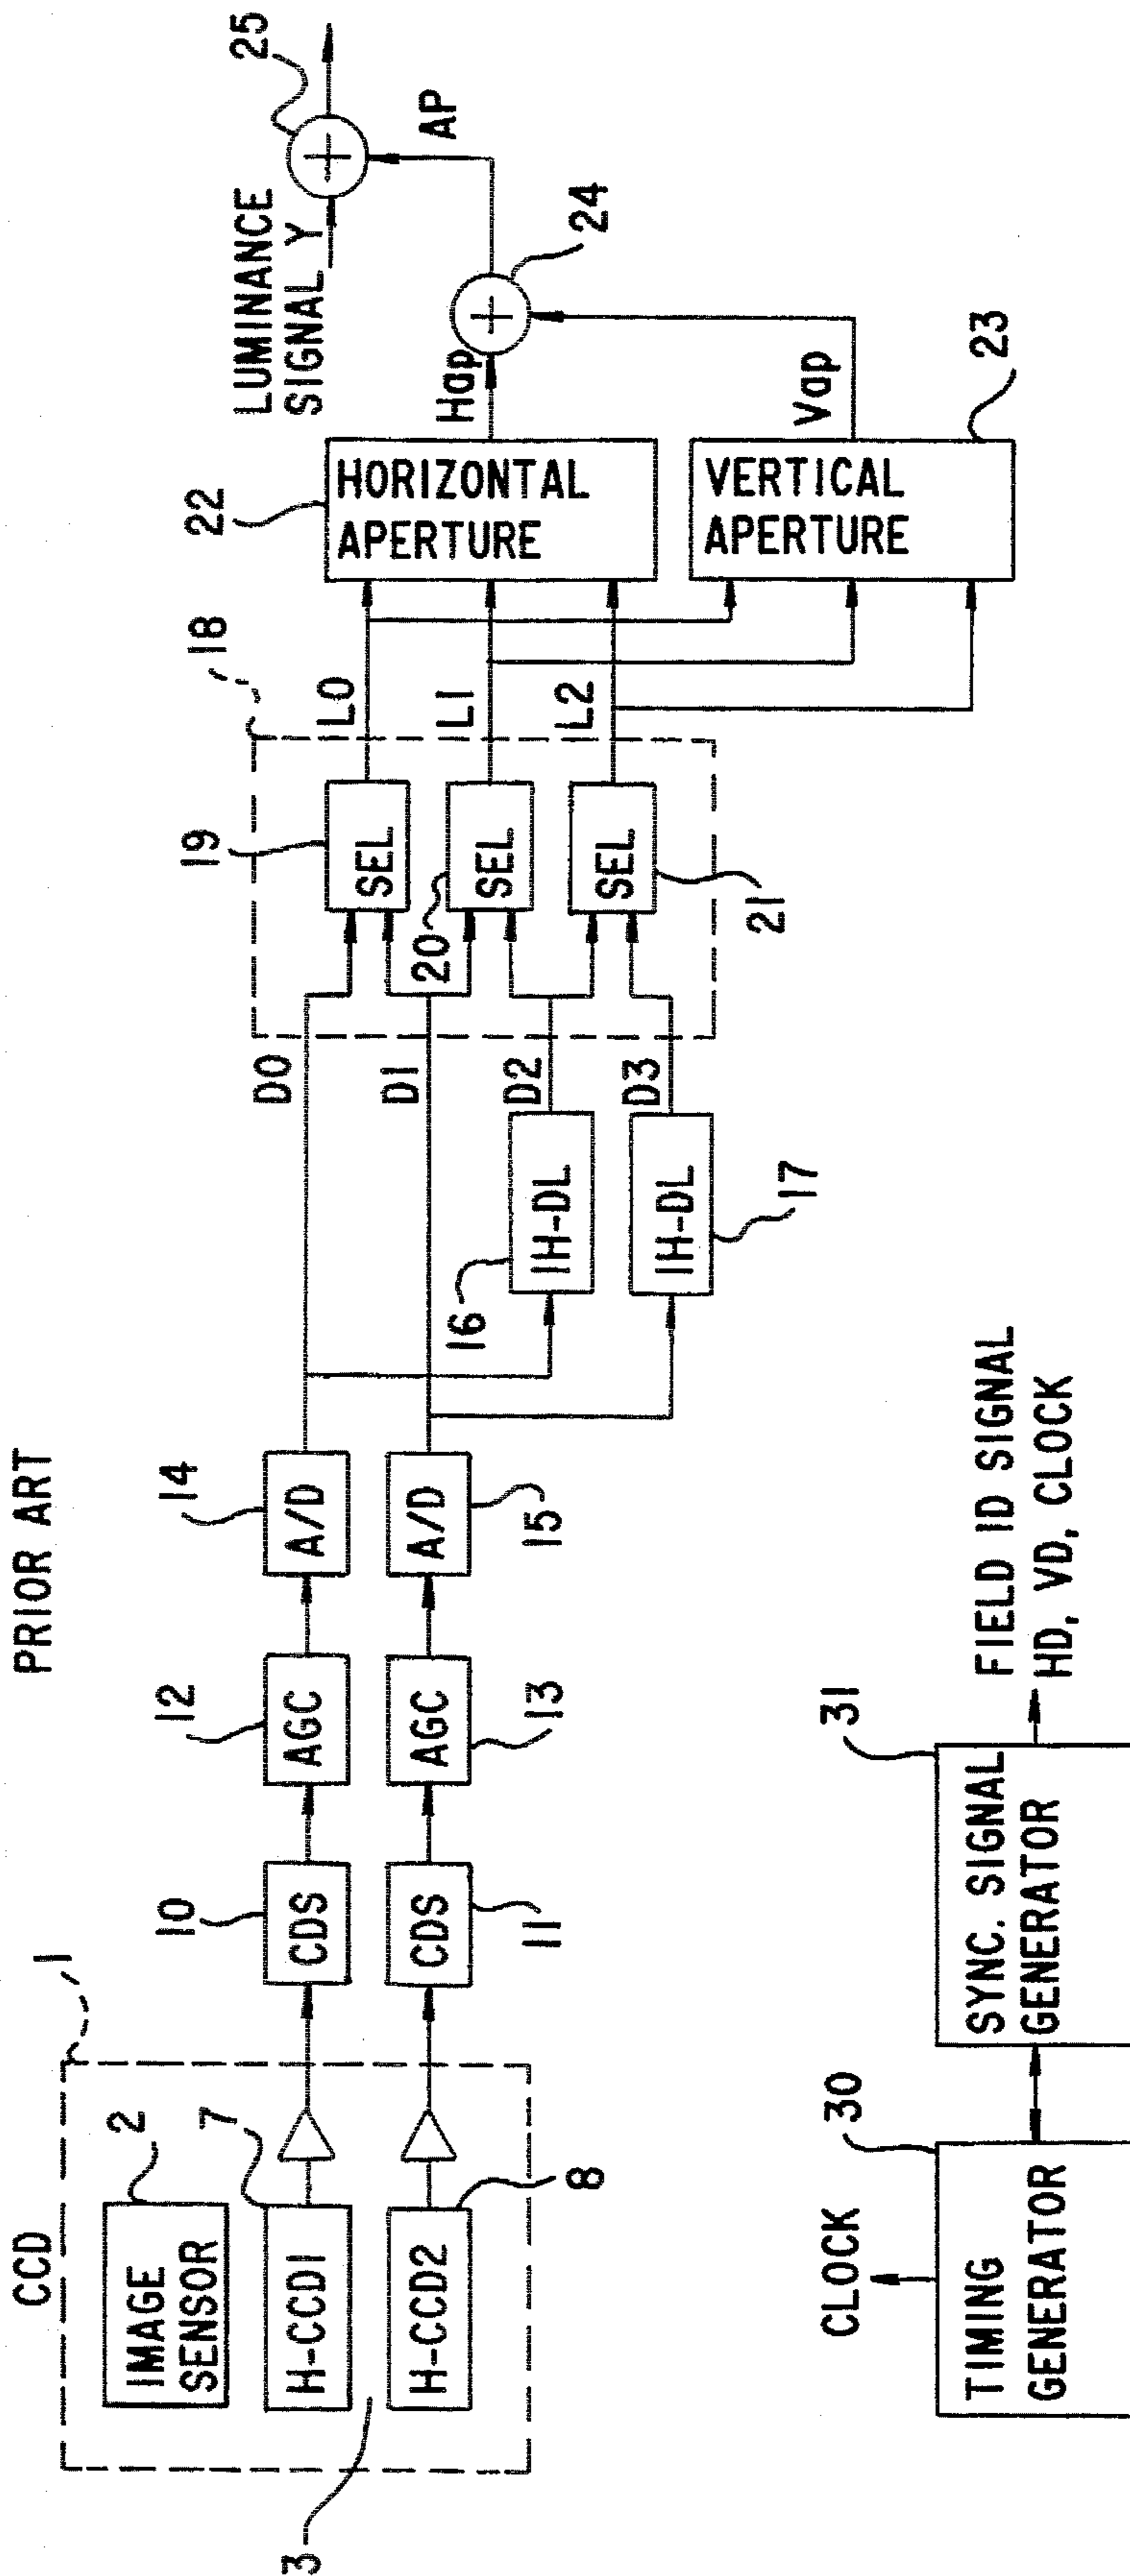 PRIOR ART
CCD
1
IMAGE
SENSOR
2
H-CCD1
7
H-CCD2
8
3
CDS
10
CDS
11
AGC
12
AGC
13
A/D
14
A/D
15
1H-DL
16
1H-DL
17
D0
D1
D2
D3
18
SEL
19
SEL
20
SEL
21
L0
L1
L2
HORIZONTAL
APERTURE
22
VERTICAL
APERTURE
23
Hap
Vap
24
LUMINANCE
SIGNAL Y
AP
25
CLOCK
TIMING
GENERATOR
30
SYNC. SIGNAL
GENERATOR
31
FIELD ID SIGNAL
HD, VD, CLOCK